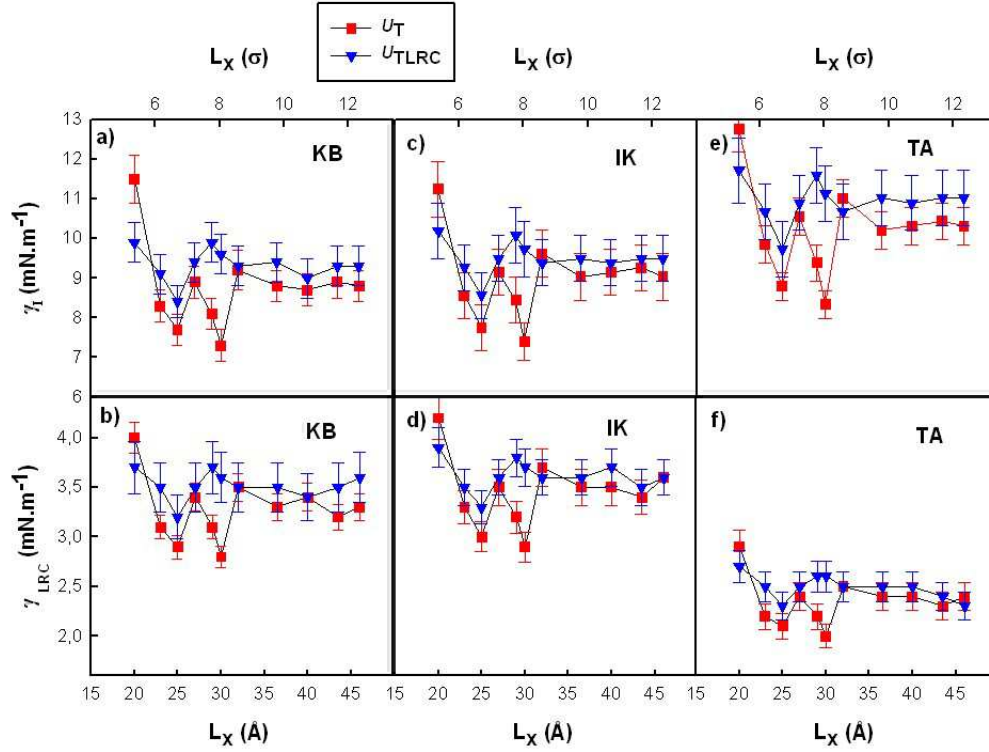 U_T
U_TLRC
L_X (σ) L_X (σ) L_X (σ)
6 8 10 12 6 8 10 12 6 8 10 12
13
12
11
10
9
8
7
6
γ_I (mN.m⁻¹)
a) KB
c) IK
e) TA
4,0
3,5
3,0
2,5
2,0
γ_LRC (mN.m⁻¹)
b) KB
d) IK
f) TA
15 20 25 30 35 40 45 15 20 25 30 35 40 45 15 20 25 30 35 40 45
L_X (Å) L_X (Å) L_X (Å)